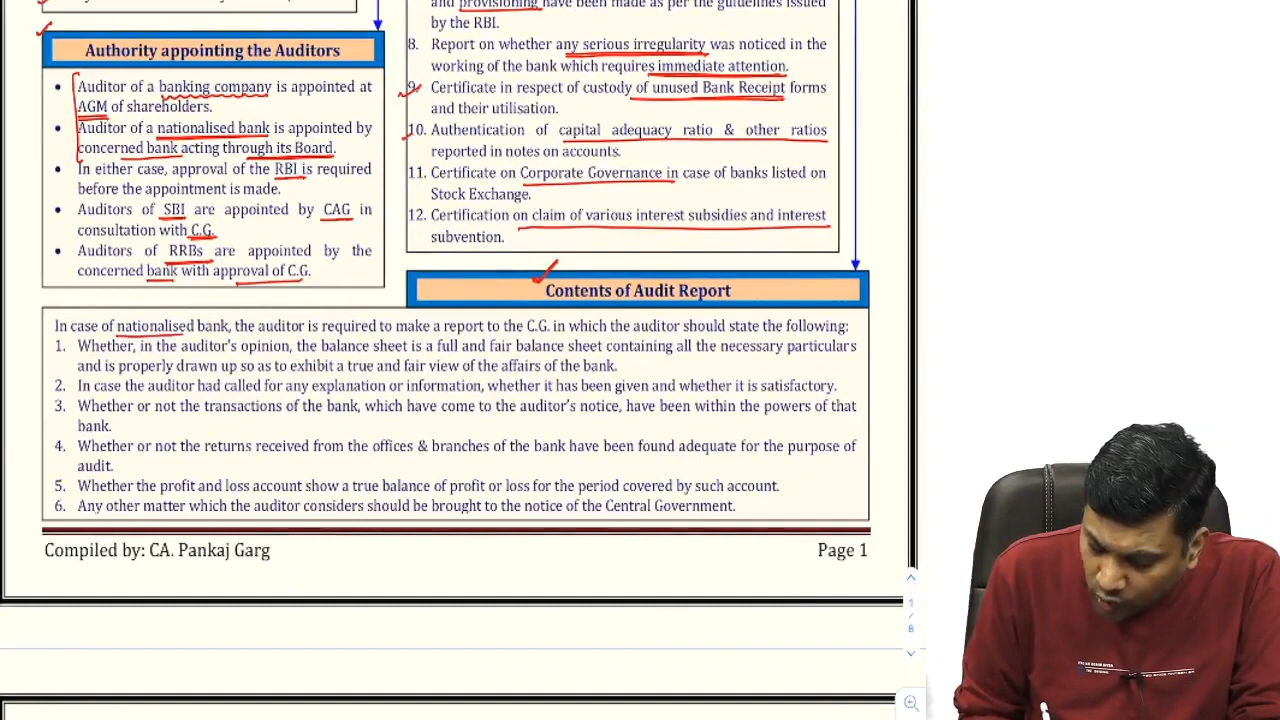 Authority appointing the Auditors
• Auditor of a banking company is appointed at
AGM of shareholders.
• Auditor of a nationalised bank is appointed by
concerned bank acting through its Board.
• In either case, approval of the RBI is required
before the appointment is made.
• Auditors of SBI are appointed by CAG in
consultation with C.G.
• Auditors of RRBs are appointed by the
concerned bank with approval of C.G.
and provisioning have been made as per the guidelines issued
by the RBI.
8. Report on whether any serious irregularity was noticed in the
working of the bank which requires immediate attention.
9. Certificate in respect of custody of unused Bank Receipt forms
and their utilisation.
10. Authentication of capital adequacy ratio & other ratios
reported in notes on accounts.
11. Certificate on Corporate Governance in case of banks listed on
Stock Exchange.
12. Certification on claim of various interest subsidies and interest
subvention.
Contents of Audit Report
In case of nationalised bank, the auditor is required to make a report to the C.G. in which the auditor should state the following:
1. Whether, in the auditor's opinion, the balance sheet is a full and fair balance sheet containing all the necessary particulars
and is properly drawn up so as to exhibit a true and fair view of the affairs of the bank.
2. In case the auditor had called for any explanation or information, whether it has been given and whether it is satisfactory.
3. Whether or not the transactions of the bank, which have come to the auditor's notice, have been within the powers of that
bank.
4. Whether or not the returns received from the offices & branches of the bank have been found adequate for the purpose of
audit.
5. Whether the profit and loss account show a true balance of profit or loss for the period covered by such account.
6. Any other matter which the auditor considers should be brought to the notice of the Central Government.
Compiled by: CA. Pankaj Garg
Page 1
1
/
8